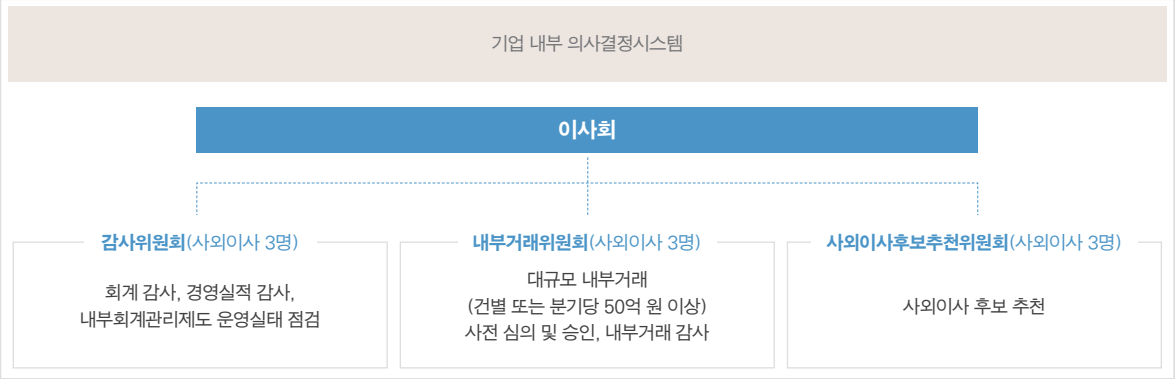 기업 내부 의사결정시스템
이사회
감사위원회(사외이사 3명)
회계 감사, 경영실적 감사,
내부회계관리제도 운영실태 점검
내부거래위원회(사외이사 3명)
대규모 내부거래
(건별 또는 분기당 50억 원 이상)
사전 심의 및 승인, 내부거래 감사
사외이사후보추천위원회(사외이사 3명)
사외이사 후보 추천